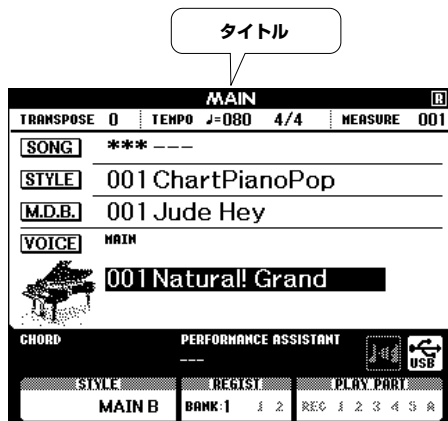 タイトル
MAIN R
TRANSPOSE 0 TEMPO ♩=080 4/4 MEASURE 001
SONG *** ---
STYLE 001 ChartPianoPop
M.D.B. 001 Jude Hey
VOICE MAIN
001 Natural! Grand
CHORD PERFORMANCE ASSISTANT
---
USB
STYLE REGIST PLAY PART
MAIN B BANK:1 1 2 REC 1 2 3 4 5 A